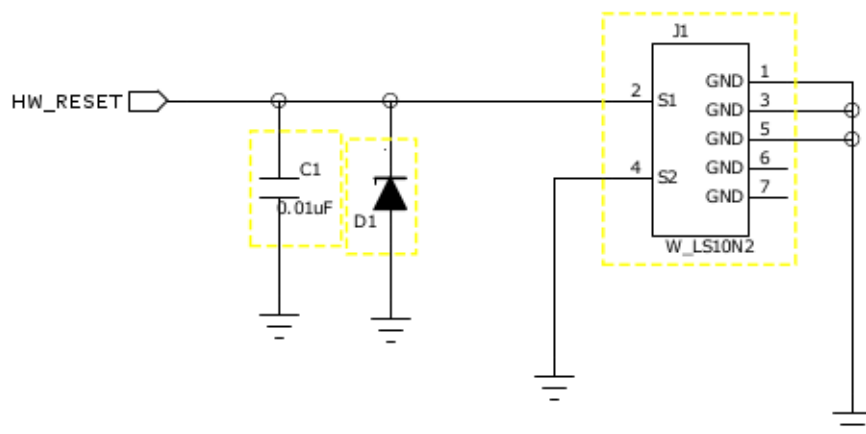 J1
HW_RESET
2 S1 GND 1
GND 3
GND 5
4 S2 GND 6
GND 7
W_LS10N2
C1
0.01uF
D1